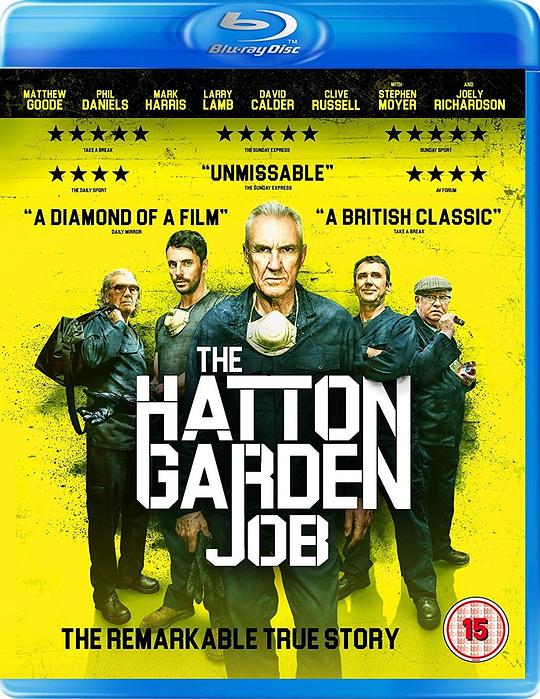 Blu-ray Disc
TM
MATTHEW GOODE
PHIL DANIELS
MARK HARRIS
LARRY LAMB
DAVID CALDER
CLIVE RUSSELL
WITH STEPHEN MOYER
AND JOELY RICHARDSON
TAKE A BREAK
THE SUNDAY EXPRESS
SUNDAY SPORT
THE DAILY SPORT
“UNMISSABLE”
THE SUNDAY EXPRESS
AV FORUM
“A DIAMOND OF A FILM”
DAILY MIRROR
“A BRITISH CLASSIC”
TAKE A BREAK
THE
HATTON
GARDEN
JOB
THE REMARKABLE TRUE STORY
15